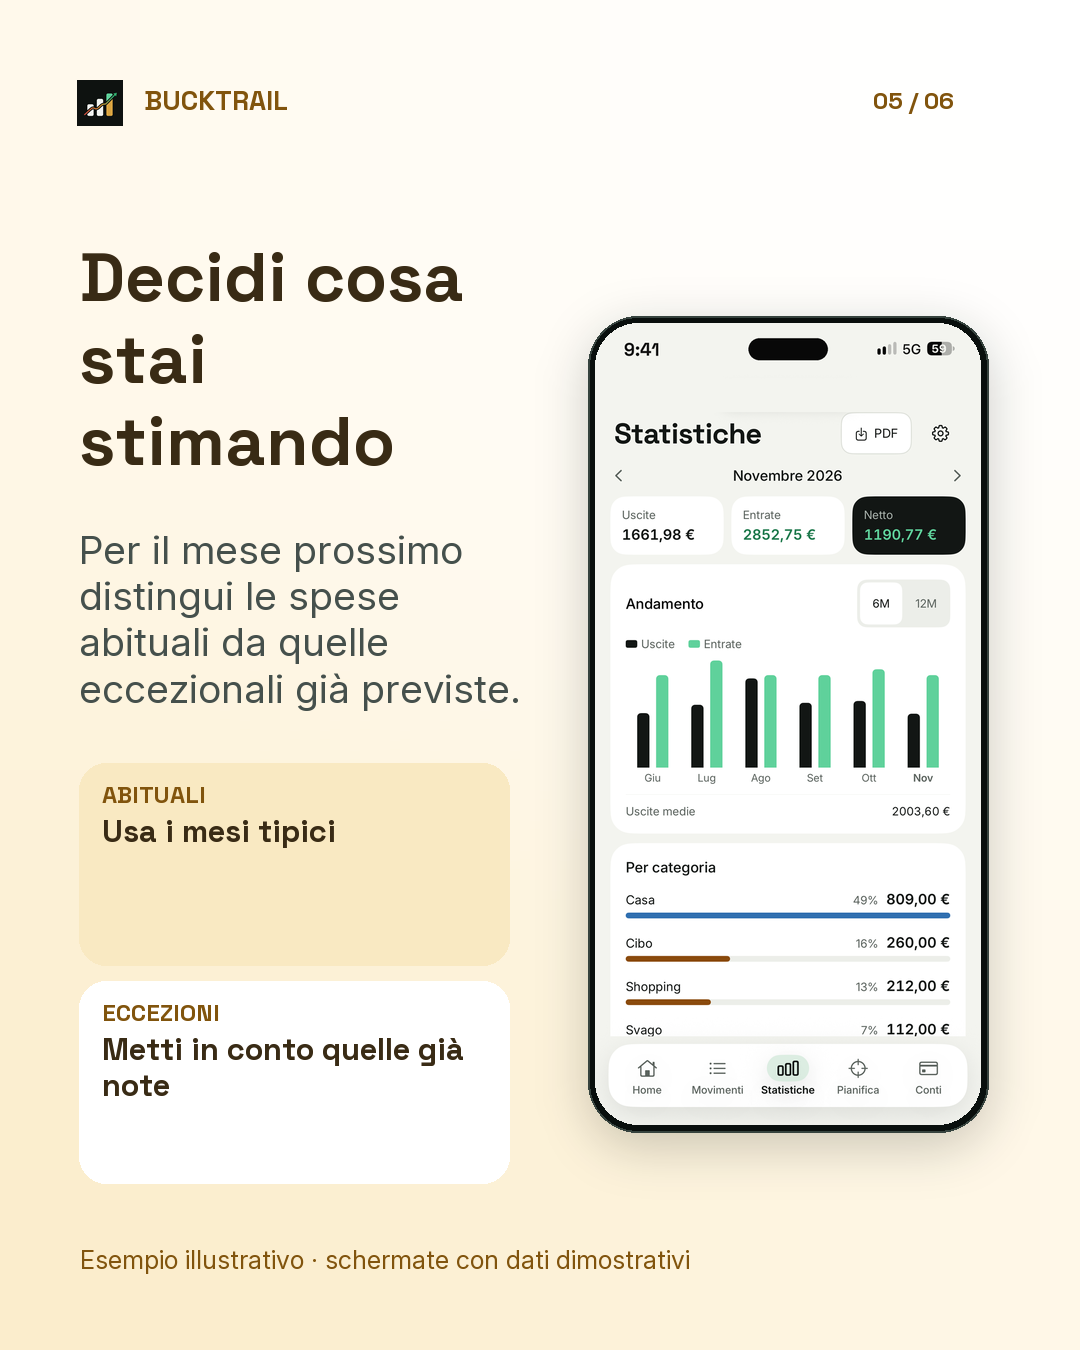 BUCKTRAIL
05 / 06
Decidi cosa
stai
stimando
Per il mese prossimo
distingui le spese
abituali da quelle
eccezionali già previste.
ABITUALI
Usa i mesi tipici
ECCEZIONI
Metti in conto quelle già
note
9:41
5G 59
Statistiche
PDF
Novembre 2026
Uscite Entrate Netto
1661,98 € 2852,75 € 1190,77 €
Andamento 6M 12M
Uscite Entrate
Giu Lug Ago Set Ott Nov
Uscite medie 2003,60 €
Per categoria
Casa 49% 809,00 €
Cibo 16% 260,00 €
Shopping 13% 212,00 €
Svago 7% 112,00 €
Home Movimenti Statistiche Pianifica Conti
Esempio illustrativo · schermate con dati dimostrativi